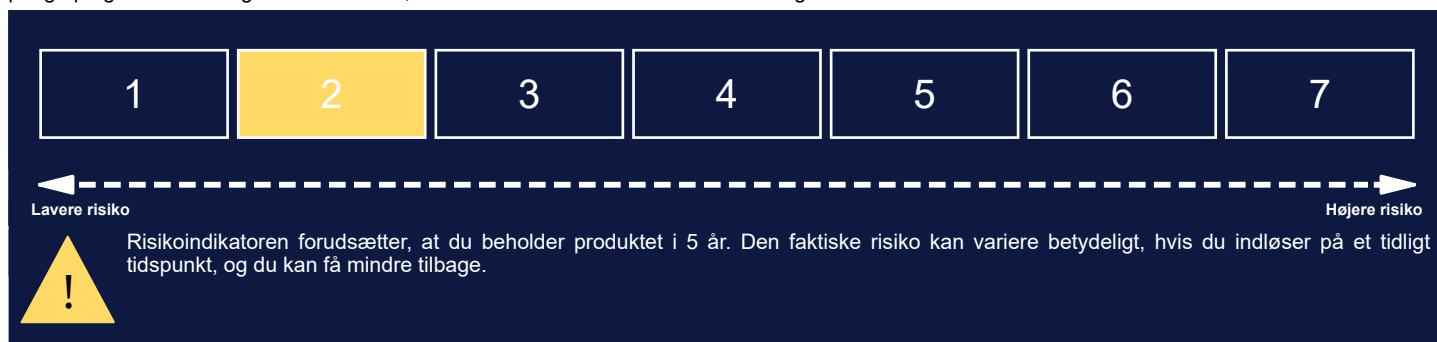 1 2 3 4 5 6 7
Lavere risiko Højere risiko
Risikoindikatoren forudsætter, at du beholder produktet i 5 år. Den faktiske risiko kan variere betydeligt, hvis du indløser på et tidligt
tidspunkt, og du kan få mindre tilbage.
!